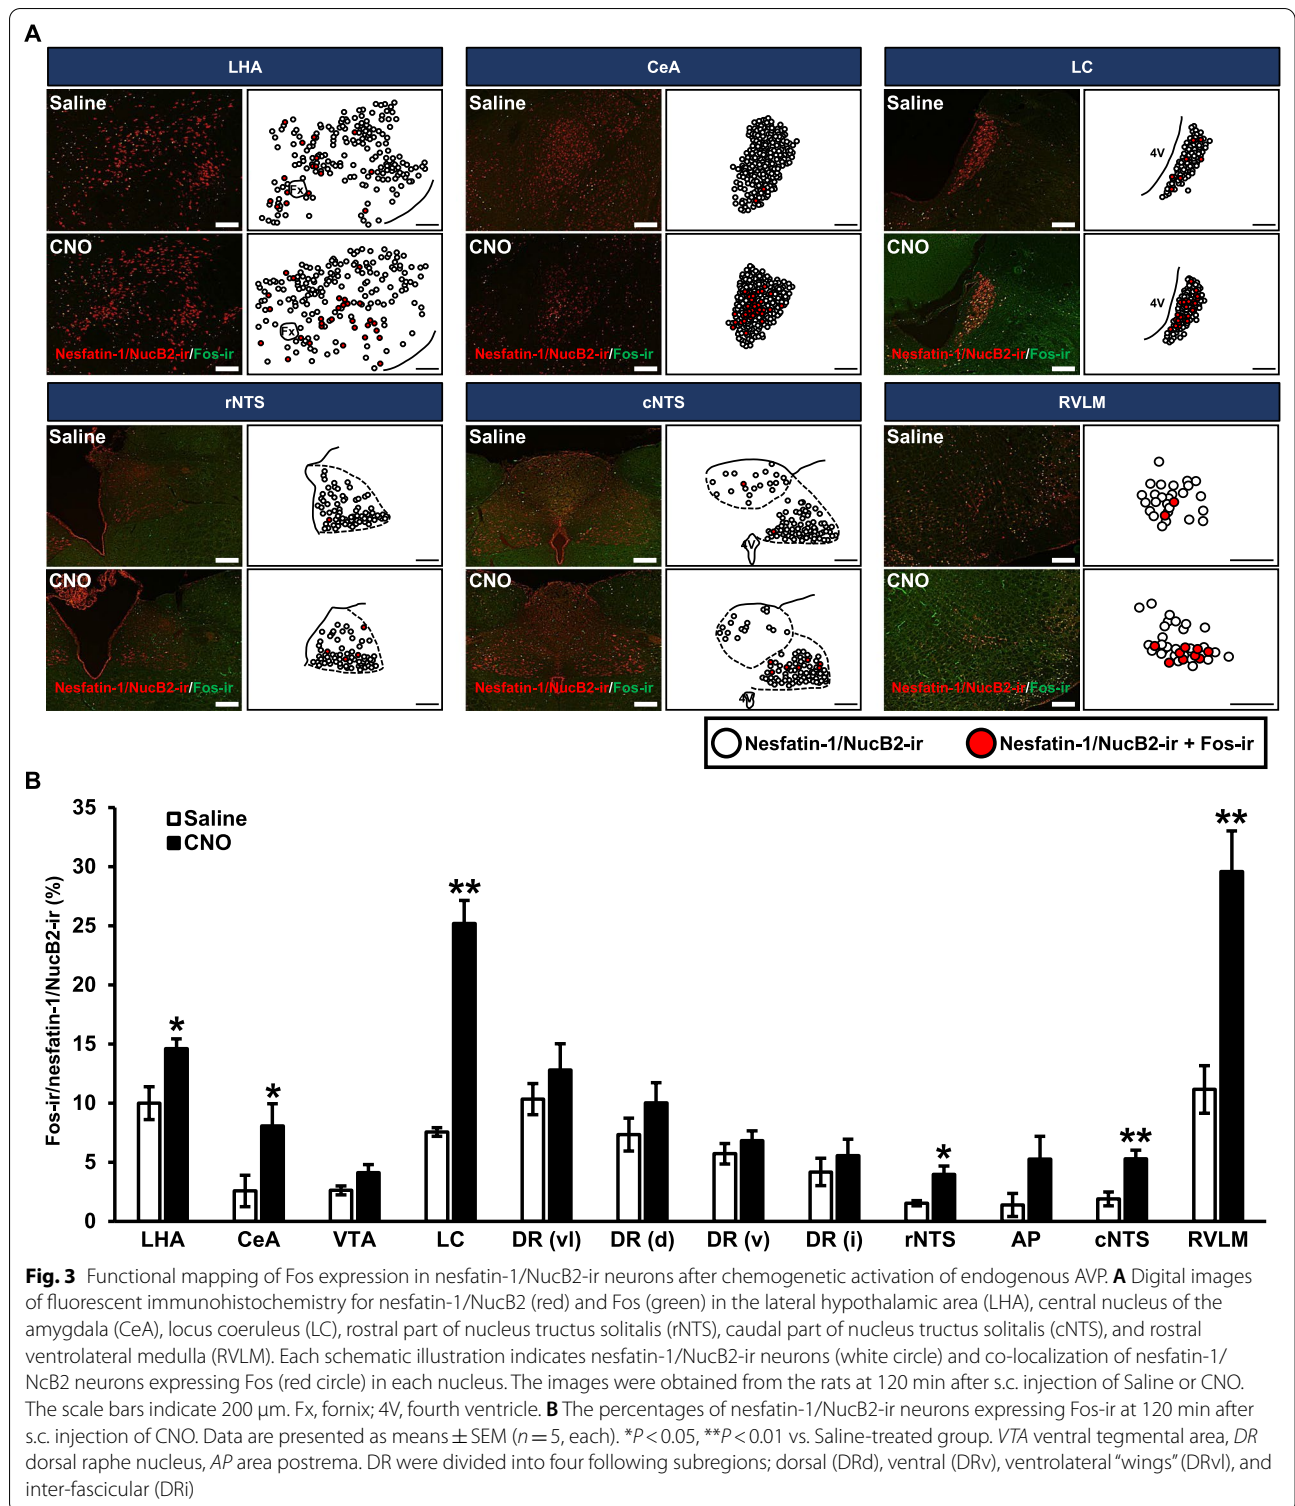 A
LHA
CeA
LC
Saline
Saline
Saline
Fx
4V
CNO
CNO
CNO
Fx
4V
Nesfatin-1/NucB2-ir/Fos-ir
Nesfatin-1/NucB2-ir/Fos-ir
Nesfatin-1/NucB2-ir/Fos-ir
rNTS
cNTS
RVLM
Saline
Saline
Saline
4V
CNO
CNO
CNO
4V
Nesfatin-1/NucB2-ir/Fos-ir
Nesfatin-1/NucB2-ir/Fos-ir
Nesfatin-1/NucB2-ir/Fos-ir
Nesfatin-1/NucB2-ir
Nesfatin-1/NucB2-ir + Fos-ir
B
Fos-ir/nesfatin-1/NucB2-ir (%)
35
30
25
20
15
10
5
0
Saline
CNO
*
*
**
*
**
**
LHA CeA VTA LC DR (vl) DR (d) DR (v) DR (i) rNTS AP cNTS RVLM
Fig. 3 Functional mapping of Fos expression in nesfatin-1/NucB2-ir neurons after chemogenetic activation of endogenous AVP. A Digital images
of fluorescent immunohistochemistry for nesfatin-1/NucB2 (red) and Fos (green) in the lateral hypothalamic area (LHA), central nucleus of the
amygdala (CeA), locus coeruleus (LC), rostral part of nucleus tructus solitalis (rNTS), caudal part of nucleus tructus solitalis (cNTS), and rostral
ventrolateral medulla (RVLM). Each schematic illustration indicates nesfatin-1/NucB2-ir neurons (white circle) and co-localization of nesfatin-1/
NcB2 neurons expressing Fos (red circle) in each nucleus. The images were obtained from the rats at 120 min after s.c. injection of Saline or CNO.
The scale bars indicate 200 μm. Fx, fornix; 4V, fourth ventricle. B The percentages of nesfatin-1/NucB2-ir neurons expressing Fos-ir at 120 min after
s.c. injection of CNO. Data are presented as means ± SEM (n = 5, each). *P < 0.05, **P < 0.01 vs. Saline-treated group. VTA ventral tegmental area, DR
dorsal raphe nucleus, AP area postrema. DR were divided into four following subregions; dorsal (DRd), ventral (DRv), ventrolateral “wings” (DRvl), and
inter-fascicular (DRi)